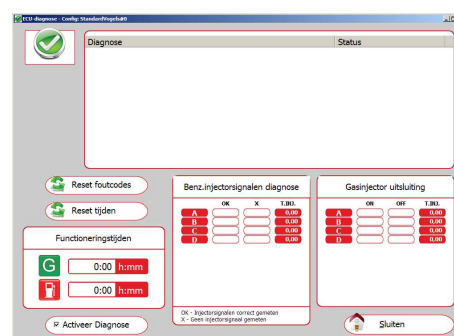 ECU-diagnose - Config: StandardVogels#0
Diagnose Status
Reset foutcodes
Reset tijden
Functioneringstijden
G 0:00 h:mm
0:00 h:mm
Activeer Diagnose
Benz.injectorsignalen diagnose
OK X T.INJ.
A 0,00
B 0,00
C 0,00
D 0,00
OK - Injectorsignalen correct gemeten
X - Geen injectorsignaal gemeten
Gasinjector uitsluiting
ON OFF T.INJ.
A 0,00
B 0,00
C 0,00
D 0,00
Sluiten